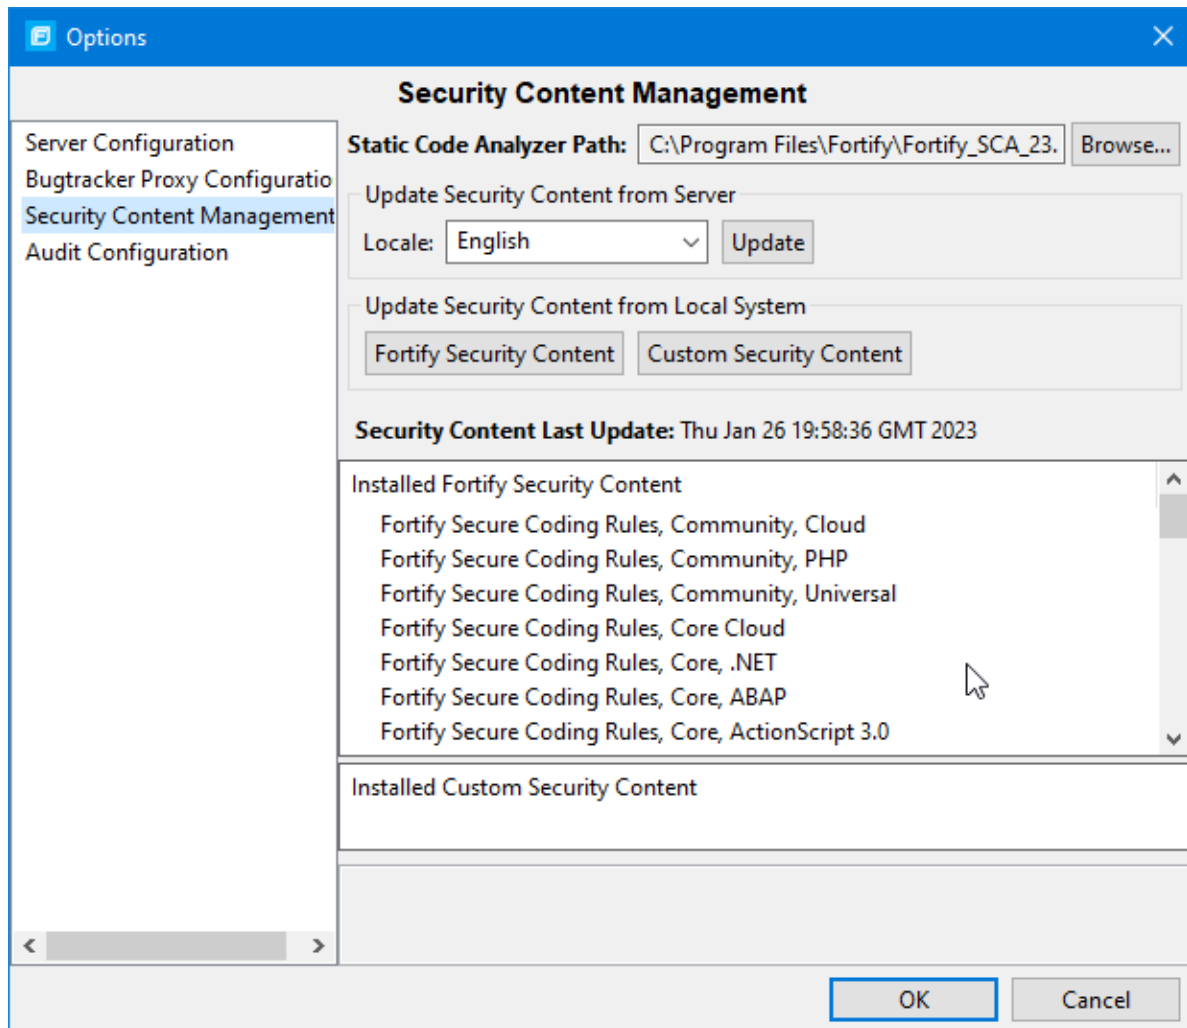 Options
Security Content Management
Server Configuration
Bugtracker Proxy Configuratio
Security Content Management
Audit Configuration
Static Code Analyzer Path: C:\Program Files\Fortify\Fortify_SCA_23. Browse...
Update Security Content from Server
Locale: English Update
Update Security Content from Local System
Fortify Security Content Custom Security Content
Security Content Last Update: Thu Jan 26 19:58:36 GMT 2023
Installed Fortify Security Content
Fortify Secure Coding Rules, Community, Cloud
Fortify Secure Coding Rules, Community, PHP
Fortify Secure Coding Rules, Community, Universal
Fortify Secure Coding Rules, Core Cloud
Fortify Secure Coding Rules, Core, .NET
Fortify Secure Coding Rules, Core, ABAP
Fortify Secure Coding Rules, Core, ActionScript 3.0
Installed Custom Security Content
OK Cancel